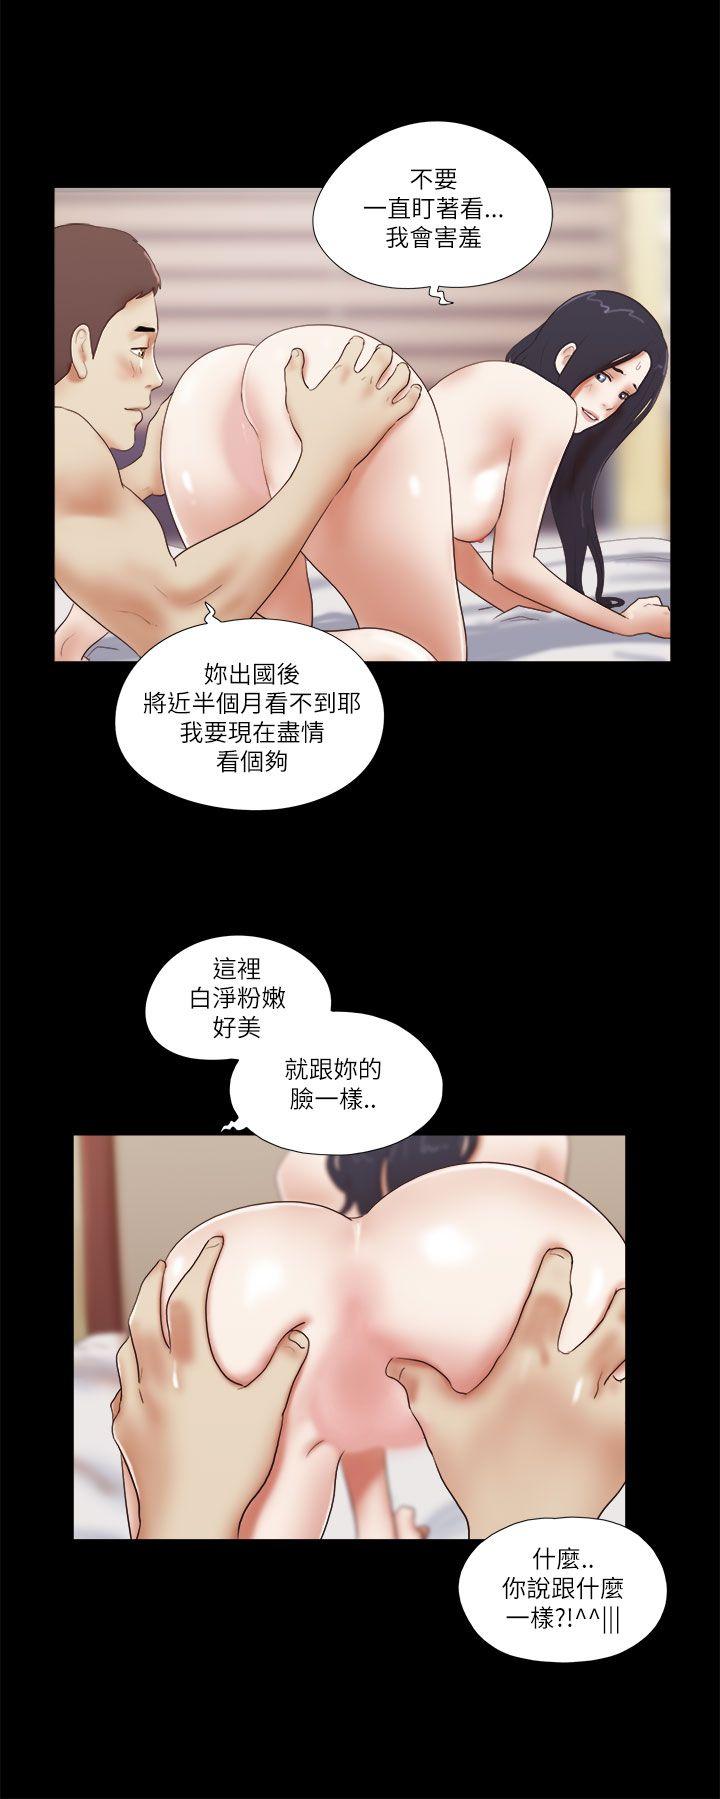 不要
一直盯著看...
我會害羞
妳出國後
將近半個月看不到耶
我要現在盡情
看個夠
這裡
白淨粉嫩
好美
就跟妳的
臉一樣..
什麼..
你說跟什麼
一樣?!^^|||